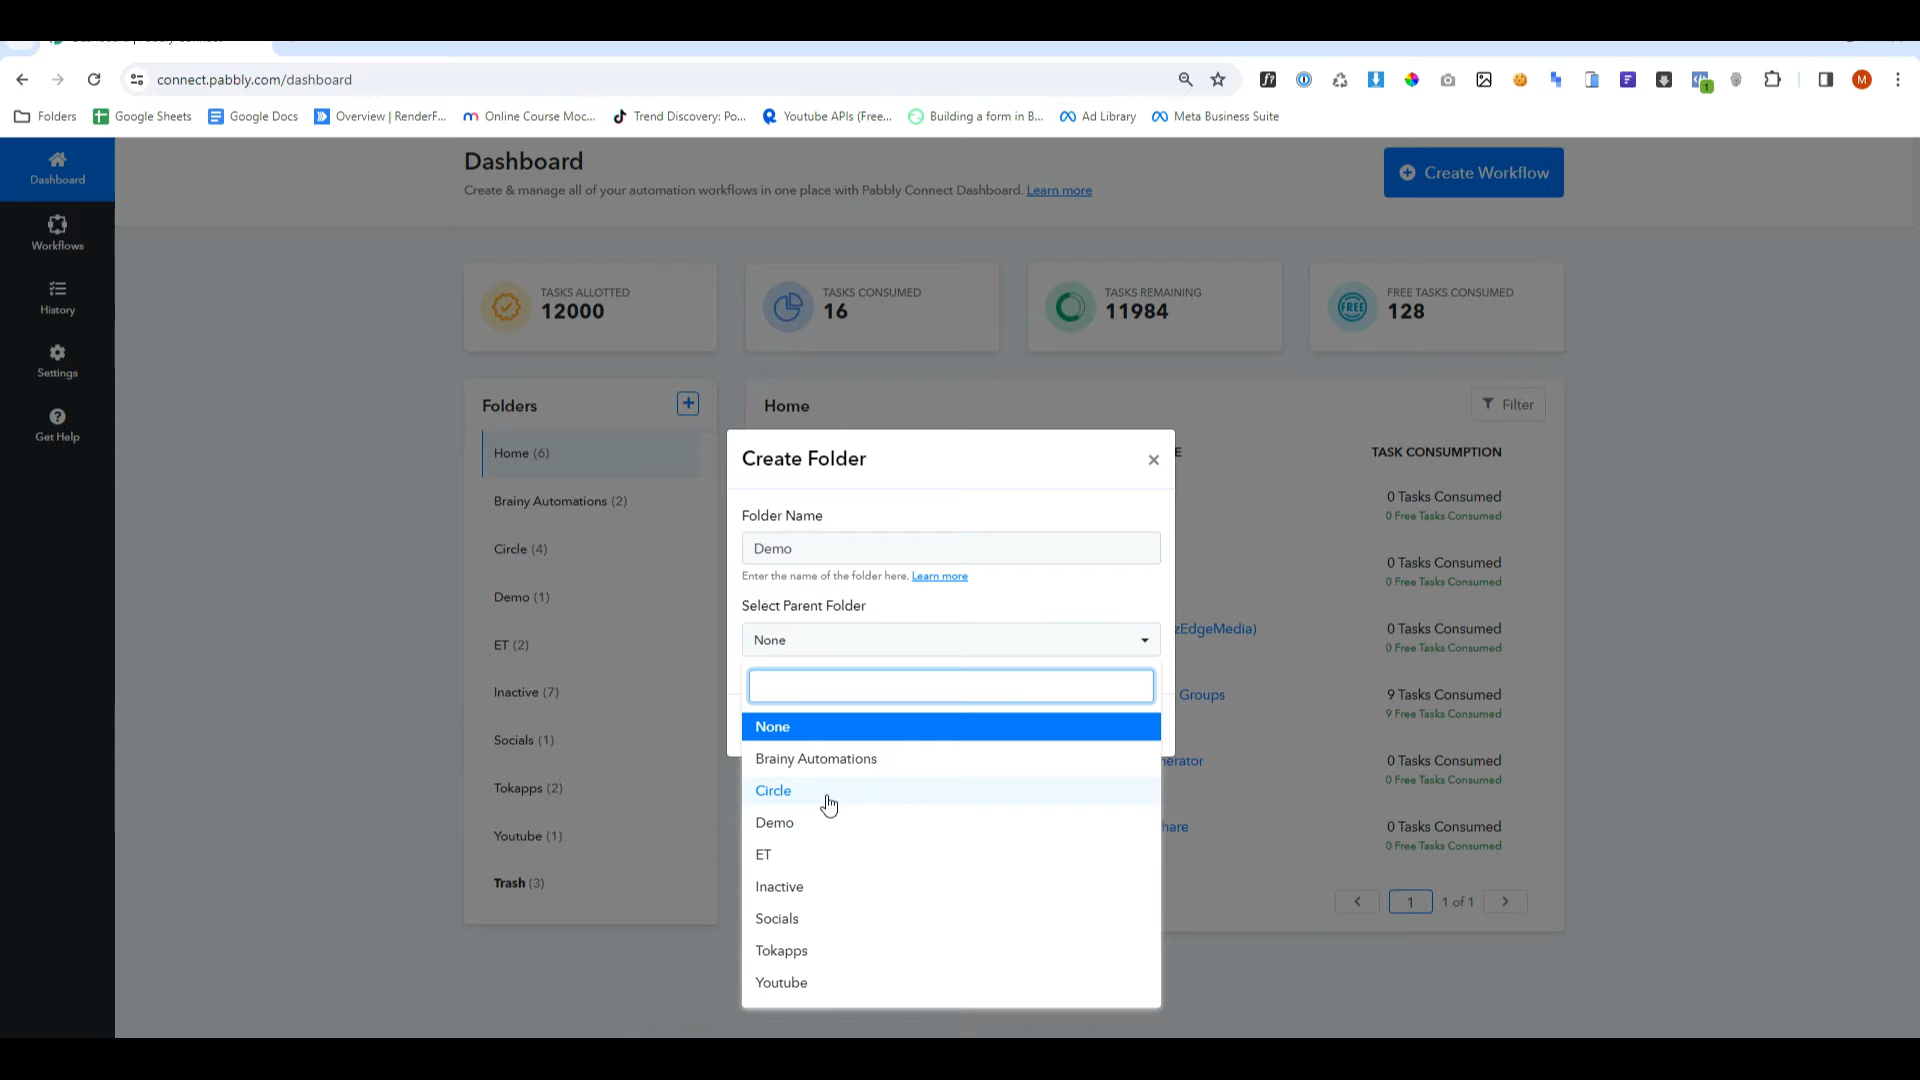 connect.pabbly.com/dashboard
M
Folders
Google Sheets
Google Docs
Overview | RenderF...
Online Course Moc...
Trend Discovery: Po...
Youtube APIs (Free...
Building a form in B...
Ad Library
Meta Business Suite
Dashboard
Workflows
History
Settings
Get Help
Dashboard
Create & manage all of your automation workflows in one place with Pabbly Connect Dashboard. Learn more
Create Workflow
TASKS ALLOTTED
12000
TASKS CONSUMED
16
TASKS REMAINING
11984
FREE
FREE TASKS CONSUMED
128
Folders
Home (6)
Brainy Automations (2)
Circle (4)
Demo (1)
ET (2)
Inactive (7)
Socials (1)
Tokapps (2)
Youtube (1)
Trash (3)
Home
Filter
E
TASK CONSUMPTION
0 Tasks Consumed
0 Free Tasks Consumed
0 Tasks Consumed
0 Free Tasks Consumed
zEdgeMedia)
0 Tasks Consumed
0 Free Tasks Consumed
Groups
9 Tasks Consumed
9 Free Tasks Consumed
nerator
0 Tasks Consumed
0 Free Tasks Consumed
hare
0 Tasks Consumed
0 Free Tasks Consumed
1
1 of 1
Create Folder
Folder Name
Demo
Enter the name of the folder here. Learn more
Select Parent Folder
None
None
Brainy Automations
Circle
Demo
ET
Inactive
Socials
Tokapps
Youtube